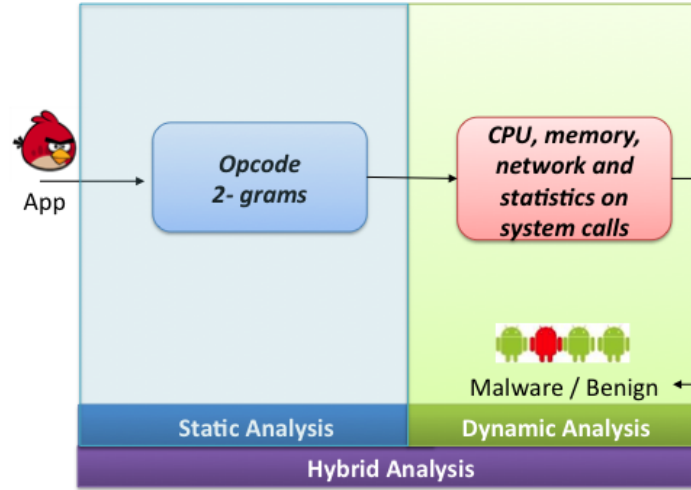 App
Opcode
2- grams
CPU, memory,
network and
statistics on
system calls
Malware / Benign
Static Analysis
Dynamic Analysis
Hybrid Analysis